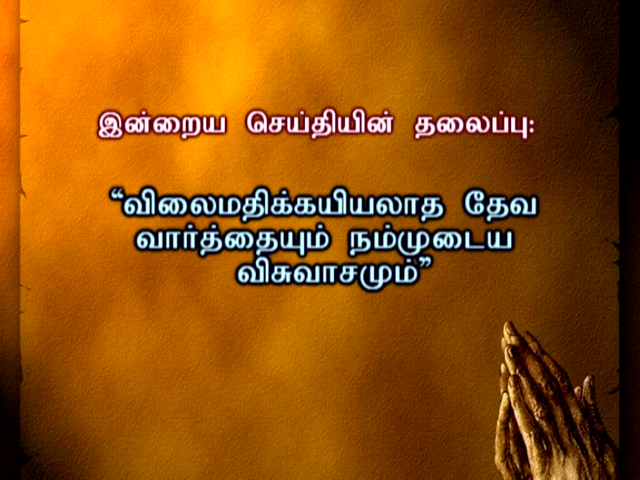 இன்றைய செய்தியின் தலைப்பு:
“விலைமதிக்கயியலாத தேவ
வார்த்தையும் நம்முடைய
விசுவாசமும்”